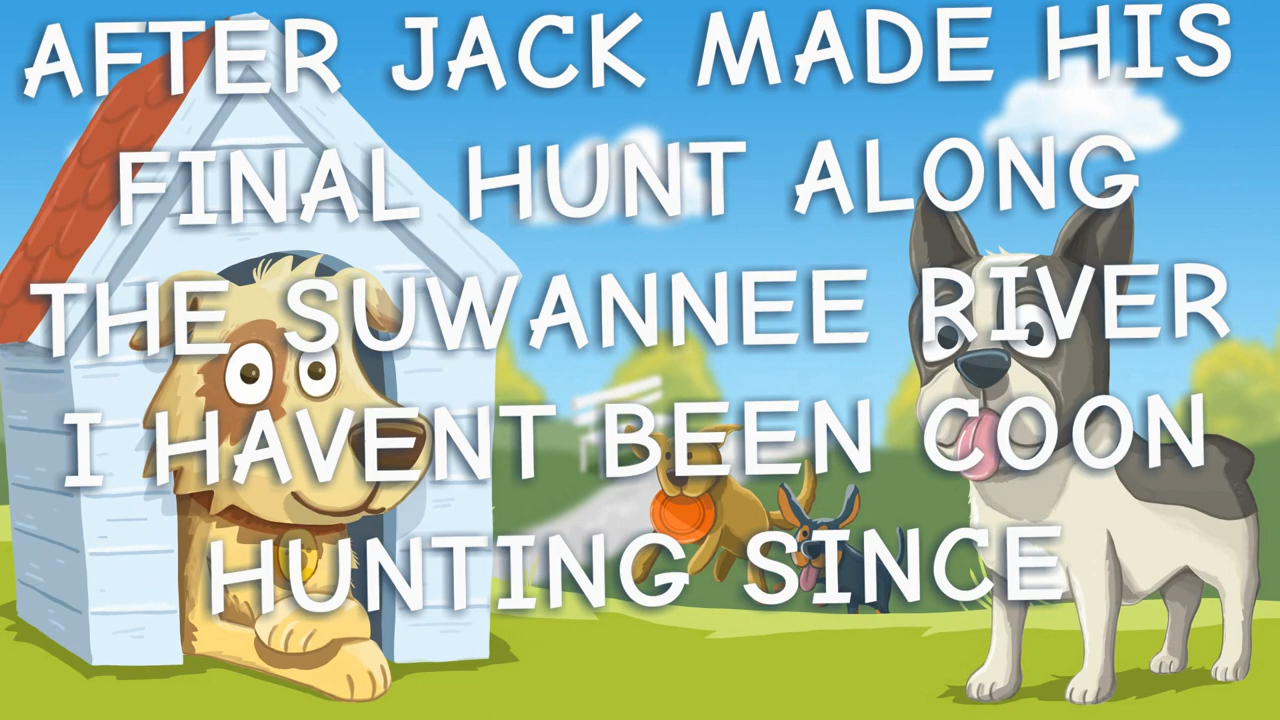 AFTER JACK MADE HIS
FINAL HUNT ALONG
THE SUWANNEE RIVER
I HAVENT BEEN COON
HUNTING SINCE